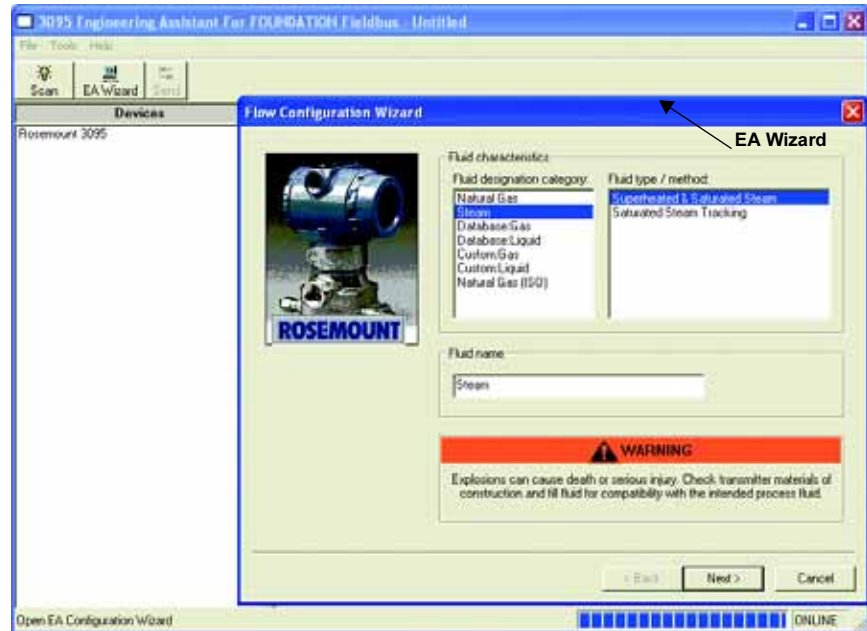 3095 Engineering Assistant For FOUNDATION Fieldbus - Untitled
File Tools Help
Scan
EA Wizard
Send
Devices
Rosemount 3095
Flow Configuration Wizard
EA Wizard
Fluid characteristics
Fluid designation category:
Natural Gas
Steam
Database:Gas
Database:Liquid
Custom:Gas
Custom:Liquid
Natural Gas (ISO)
Fluid type / method:
Superheated & Saturated Steam
Saturated Steam Tracking
ROSEMOUNT
Fluid name
Steam
WARNING
Explosions can cause death or serious injury. Check transmitter materials of
construction and fill fluid for compatibility with the intended process fluid.
< Back
Next >
Cancel
Open EA Configuration Wizard
ONLINE